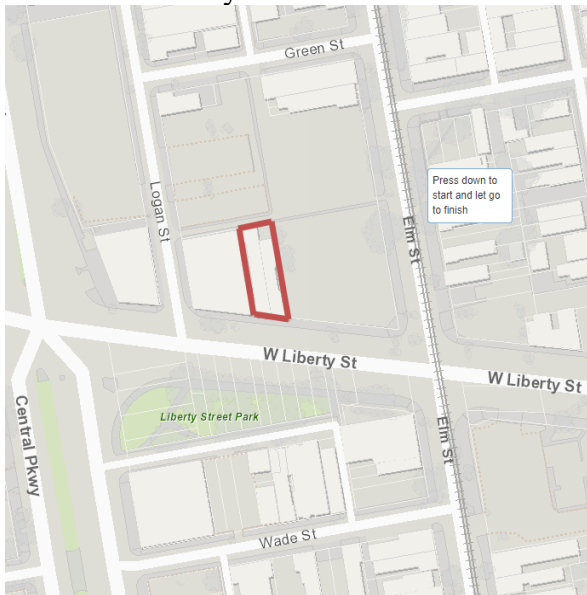 Green St
Press down to
start and let go
to finish
Logan St
Elm St
W Liberty St
W Liberty St
Central Pkwy
Liberty Street Park
Elm St
Wade St